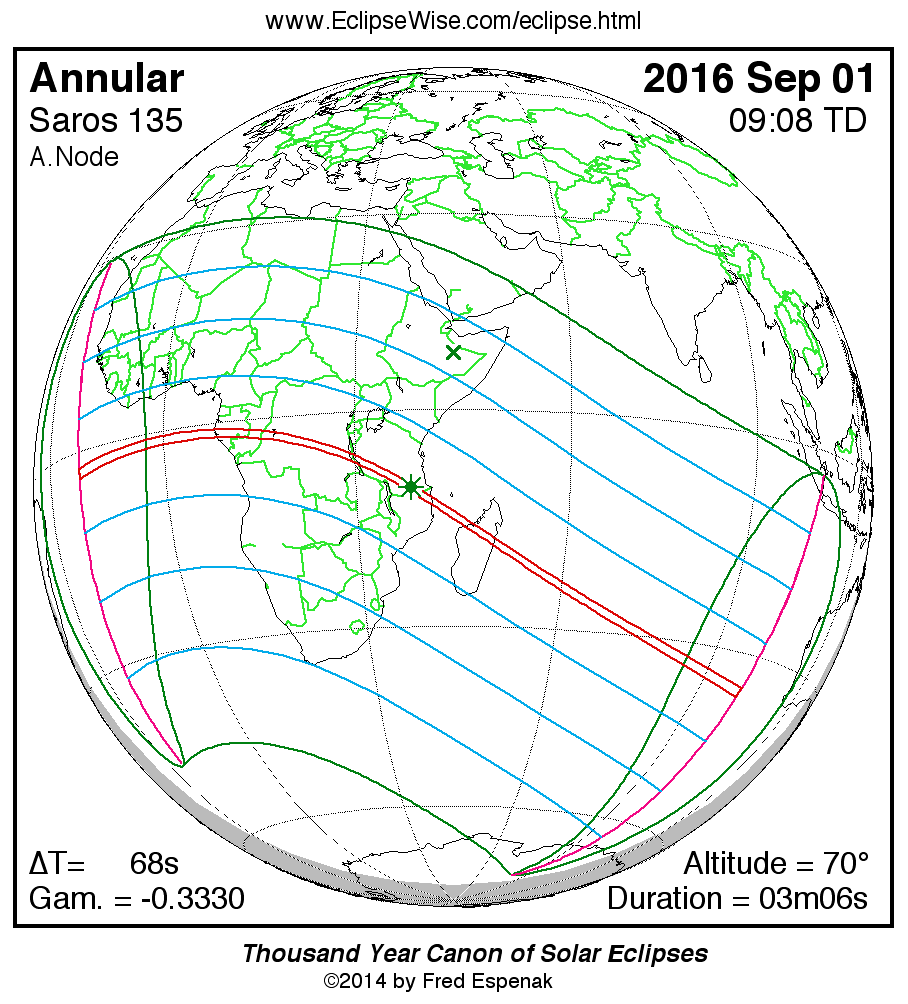 www.EclipseWise.com/eclipse.html
Annular
2016 Sep 01
Saros 135
09:08 TD
A.Node
ΔT= 68s
Altitude = 70°
Gam. = -0.3330
Duration = 03m06s
Thousand Year Canon of Solar Eclipses
©2014 by Fred Espenak